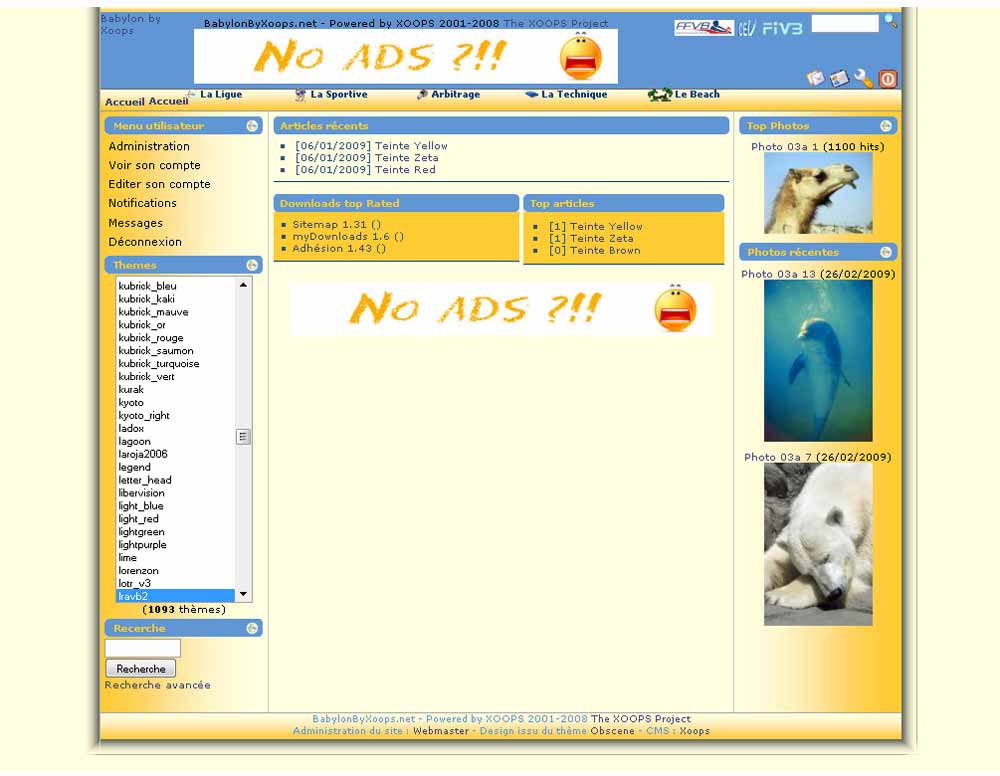 Babylon by
Xoops
BabylonByXoops.net - Powered by XOOPS 2001-2008 The XOOPS Project
NO ADS ?!!
FFVB CEV FIVB
Accueil Accueil La Ligue La Sportive Arbitrage La Technique Le Beach
Menu utilisateur
Administration
Voir son compte
Editer son compte
Notifications
Messages
Déconnexion
Themes
kubrick_bleu
kubrick_kaki
kubrick_mauve
kubrick_or
kubrick_rouge
kubrick_saumon
kubrick_turquoise
kubrick_vert
kurak
kyoto
kyoto_right
ladox
lagoon
laroja2006
legend
letter_head
libervision
light_blue
light_red
lightgreen
lightpurple
lime
lorenzon
lotr_v3
lravb2
(1093 thèmes)
Recerche
Recherche
Recherche avancée
Articles récents
[06/01/2009] Teinte Yellow
[06/01/2009] Teinte Zeta
[06/01/2009] Teinte Red
Downloads top Rated
Sitemap 1.31 ()
myDownloads 1.6 ()
Adhésion 1.43 ()
Top articles
[1] Teinte Yellow
[1] Teinte Zeta
[0] Teinte Brown
NO ADS ?!!
Top Photos
Photo 03a 1 (1100 hits)
Photos récentes
Photo 03a 13 (26/02/2009)
Photo 03a 7 (26/02/2009)
BabylonByXoops.net - Powered by XOOPS 2001-2008 The XOOPS Project
Administration du site : Webmaster - Design issu du thème Obscene - CMS : Xoops